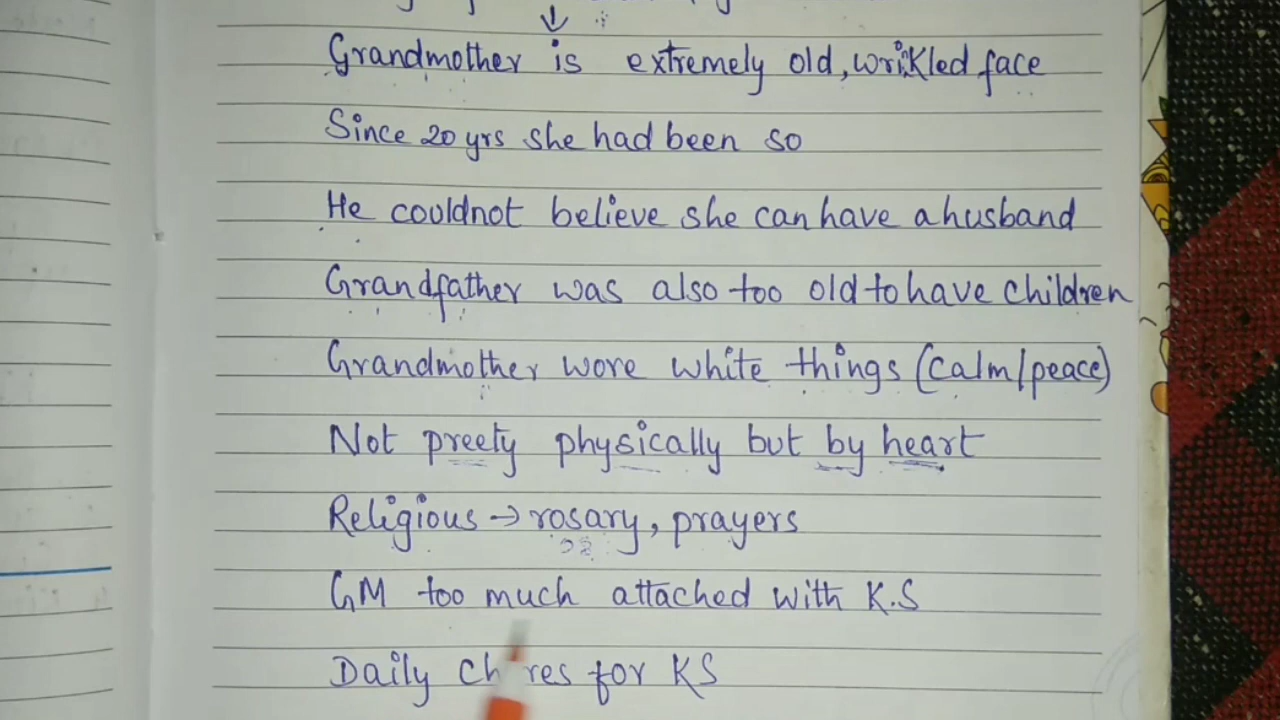 Grandmother is extremely old, wrinkled face
Since 20 yrs she had been so
He couldnot believe she can have a husband
Grandfather was also too old to have children
Grandmother wore white things (calm/peace)
Not preety physically but by heart
Religious → rosary, prayers
GM too much attached with K.S
Daily chores for KS